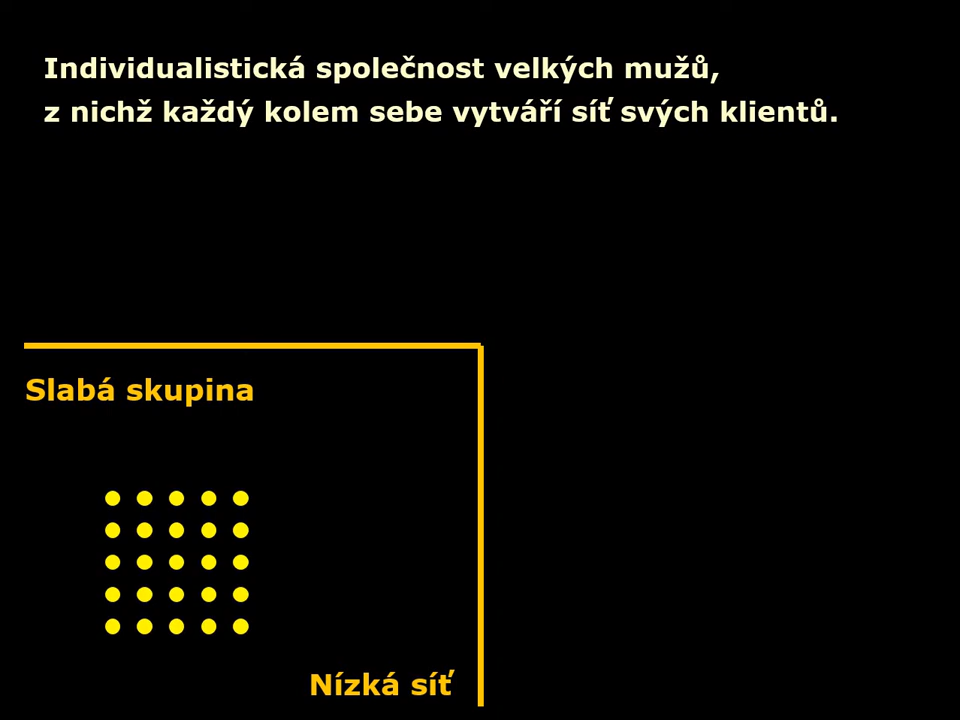 Individualistická společnost velkých mužů,
z nichž každý kolem sebe vytváří síť svých klientů.
Slabá skupina
Nízká síť